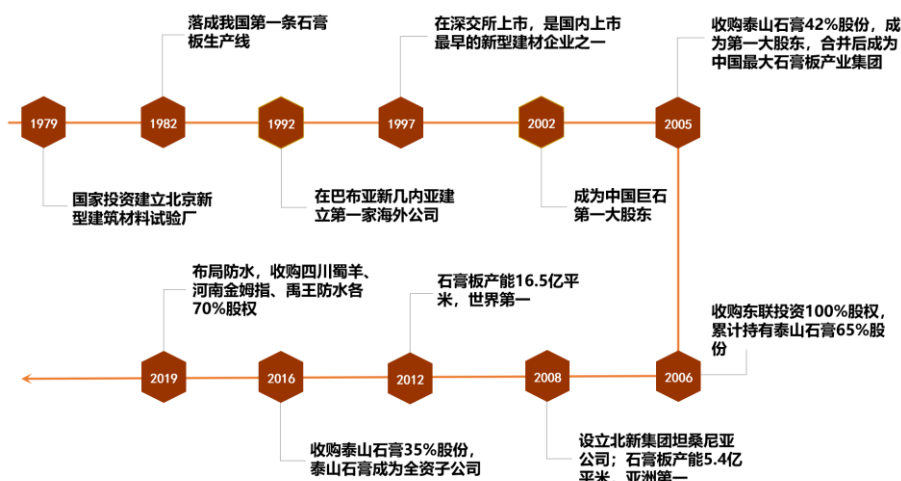 落成我国第一条石膏
板生产线
在深交所上市，是国内上市
最早的新型建材企业之一
收购泰山石膏42%股份，成
为第一大股东，合并后成为
中国最大石膏板产业集团
1979
1982
1992
1997
2002
2005
国家投资建立北京新
型建筑材料试验厂
在巴布亚新几内亚建
立第一家海外公司
成为中国巨石
第一大股东
布局防水，收购四川蜀羊、
河南金姆指、禹王防水各
70%股权
石膏板产能16.5亿平
米，世界第一
收购东联投资100%股权，
累计持有泰山石膏65%股
份
2019
2016
2012
2008
2006
收购泰山石膏35%股份，
泰山石膏成为全资子公司
设立北新集团坦桑尼亚
公司；石膏板产能5.4亿
平米，亚洲第一